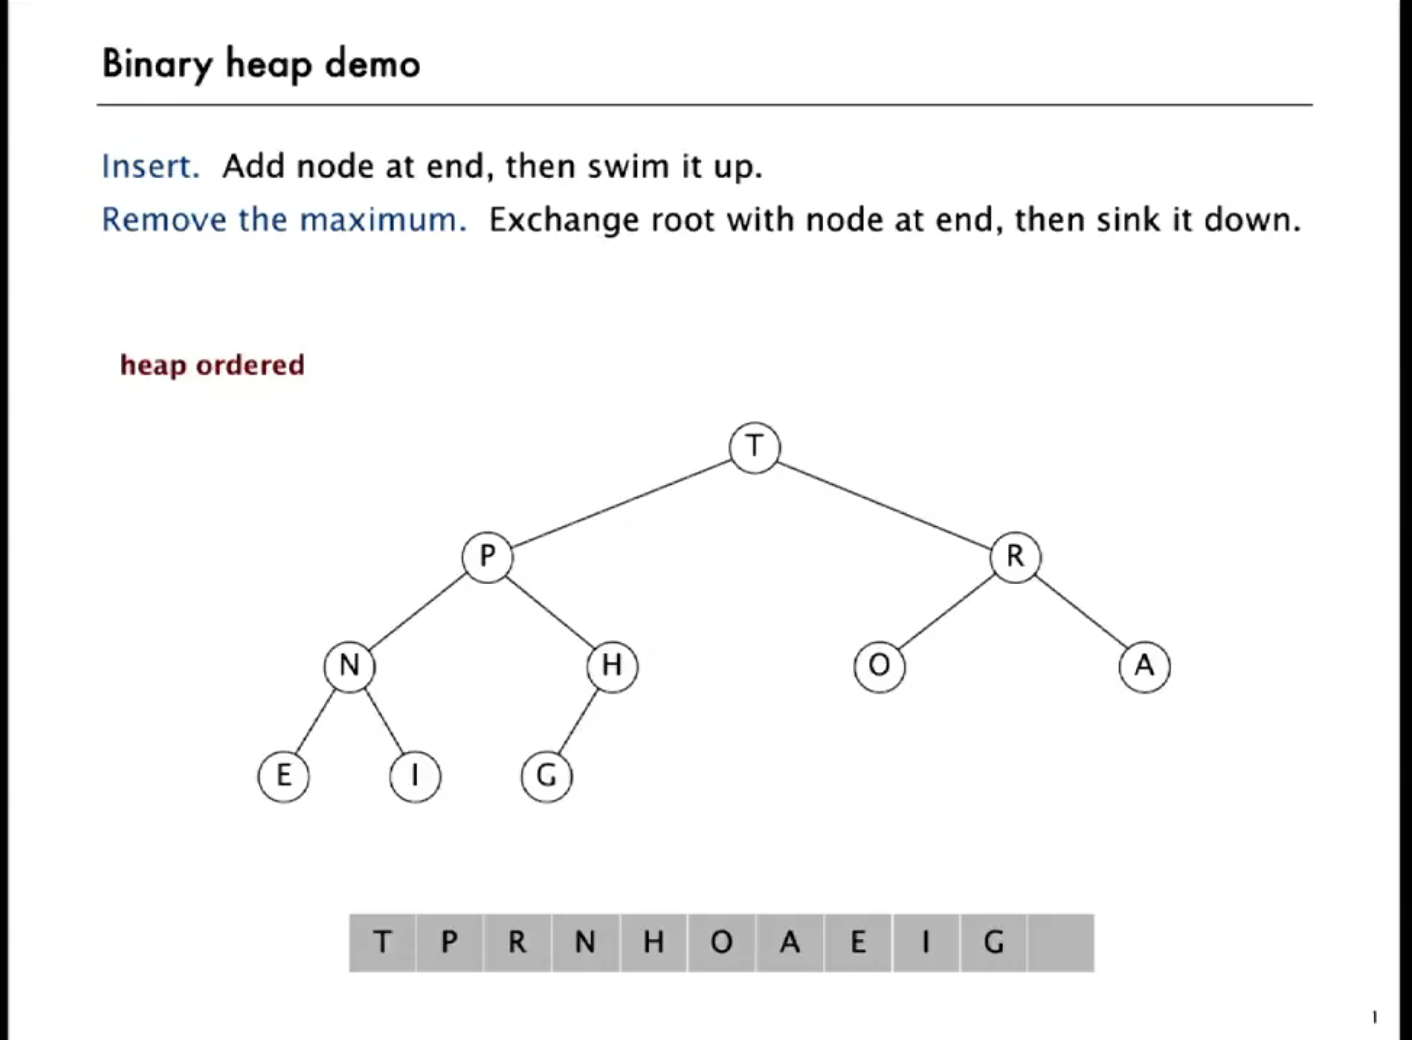 Binary heap demo
Insert. Add node at end, then swim it up.
Remove the maximum. Exchange root with node at end, then sink it down.
heap ordered
T
P R
N H O A
E I G
T P R N H O A E I G
1